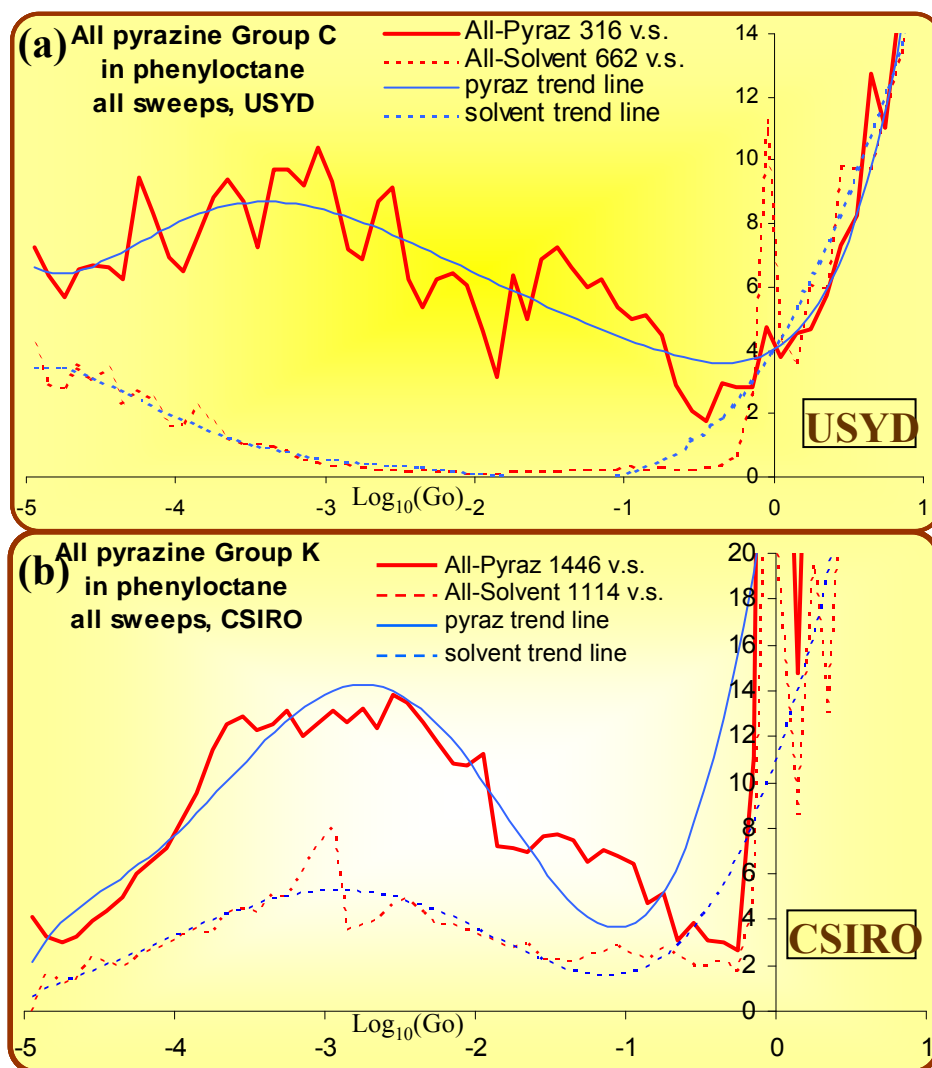 (a)
All pyrazine Group C
in phenyloctane
all sweeps, USYD
All-Pyraz 316 v.s.
All-Solvent 662 v.s.
pyraz trend line
solvent trend line
14
12
10
8
6
4
2
0
USYD
-5 -4 -3 -2 -1 0 1
Log10(Go)
(b)
All pyrazine Group K
in phenyloctane
all sweeps, CSIRO
All-Pyraz 1446 v.s.
All-Solvent 1114 v.s.
pyraz trend line
solvent trend line
20
18
16
14
12
10
8
6
4
2
0
CSIRO
Log10(Go)
-5 -4 -3 -2 -1 0 1